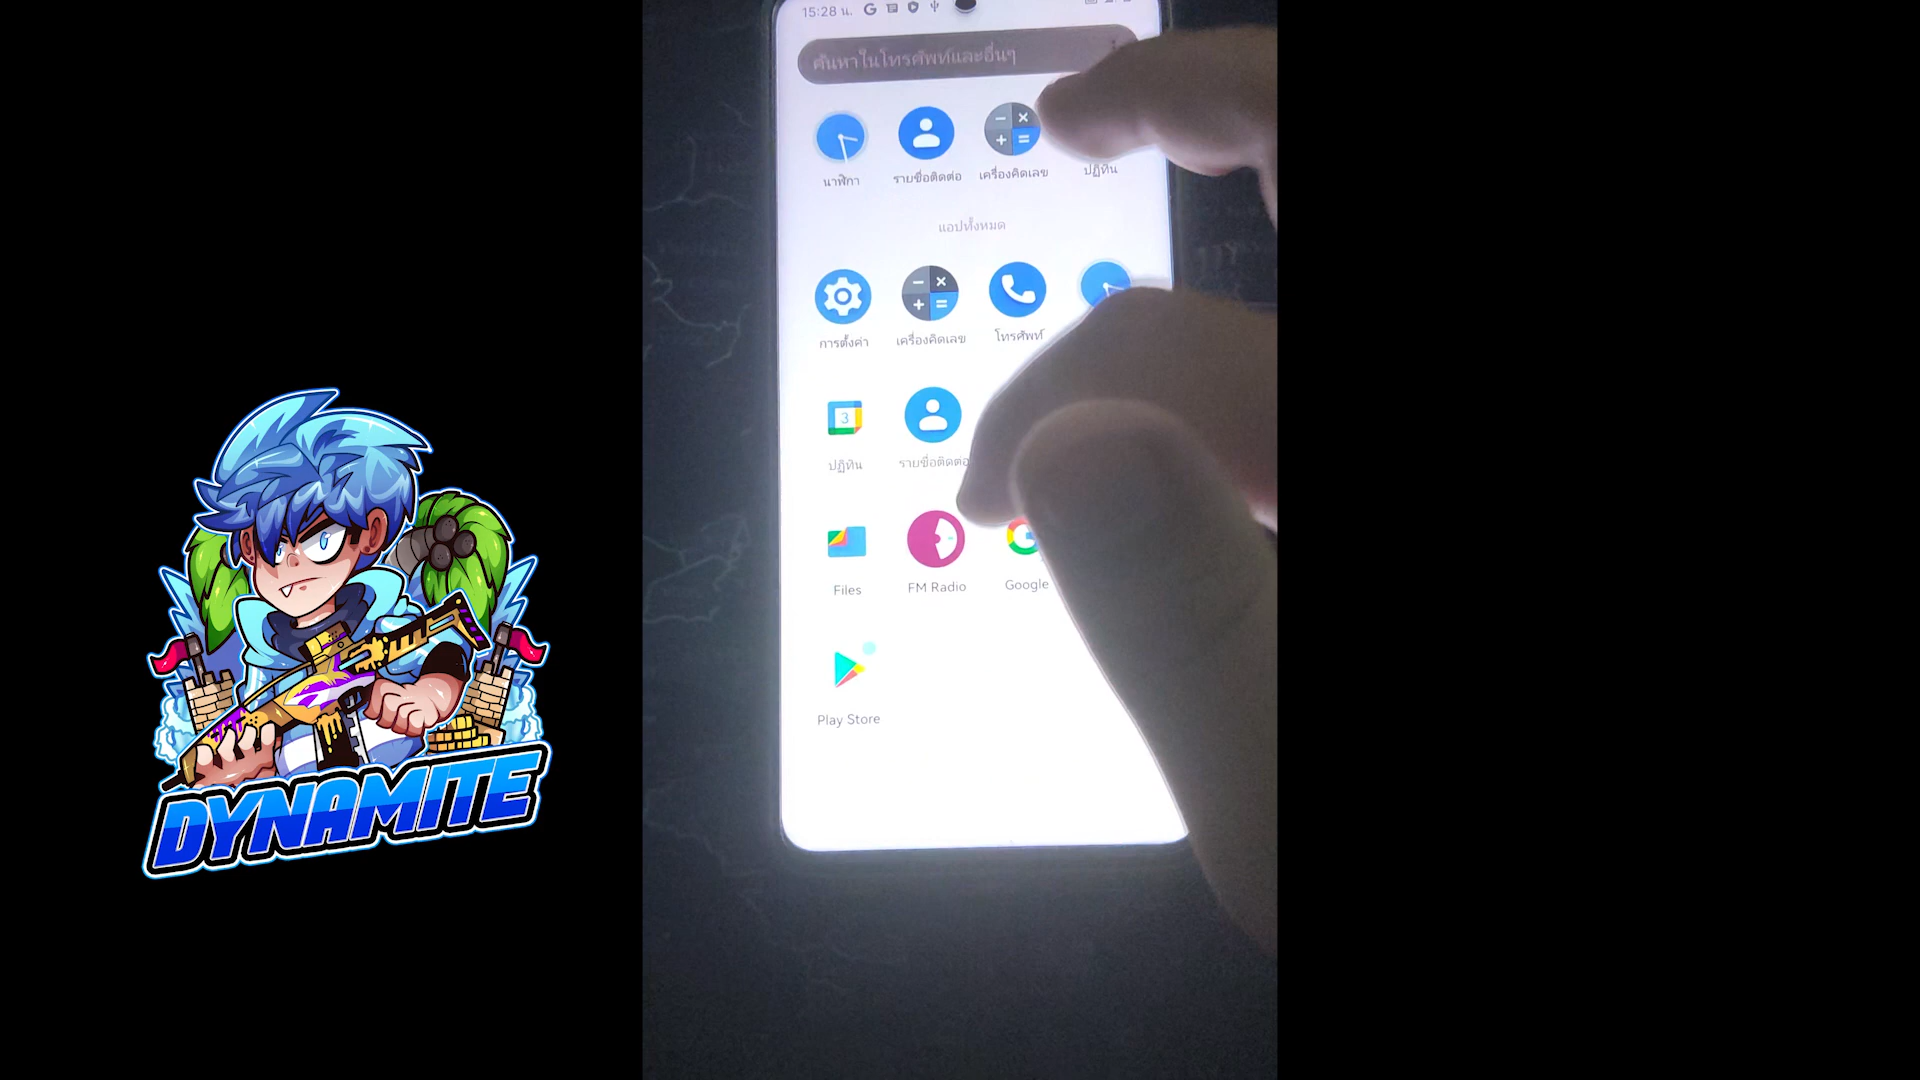 15:28 น.
ค้นหาในโทรศัพท์และอื่นๆ
นาฬิกา
รายชื่อติดต่อ
เครื่องคิดเลข
ปฏิทิน
แอปทั้งหมด
การตั้งค่า
เครื่องคิดเลข
โทรศัพท์
3
ปฏิทิน
รายชื่อติดต่อ
Files
FM Radio
Google
Play Store
DYNAMITE